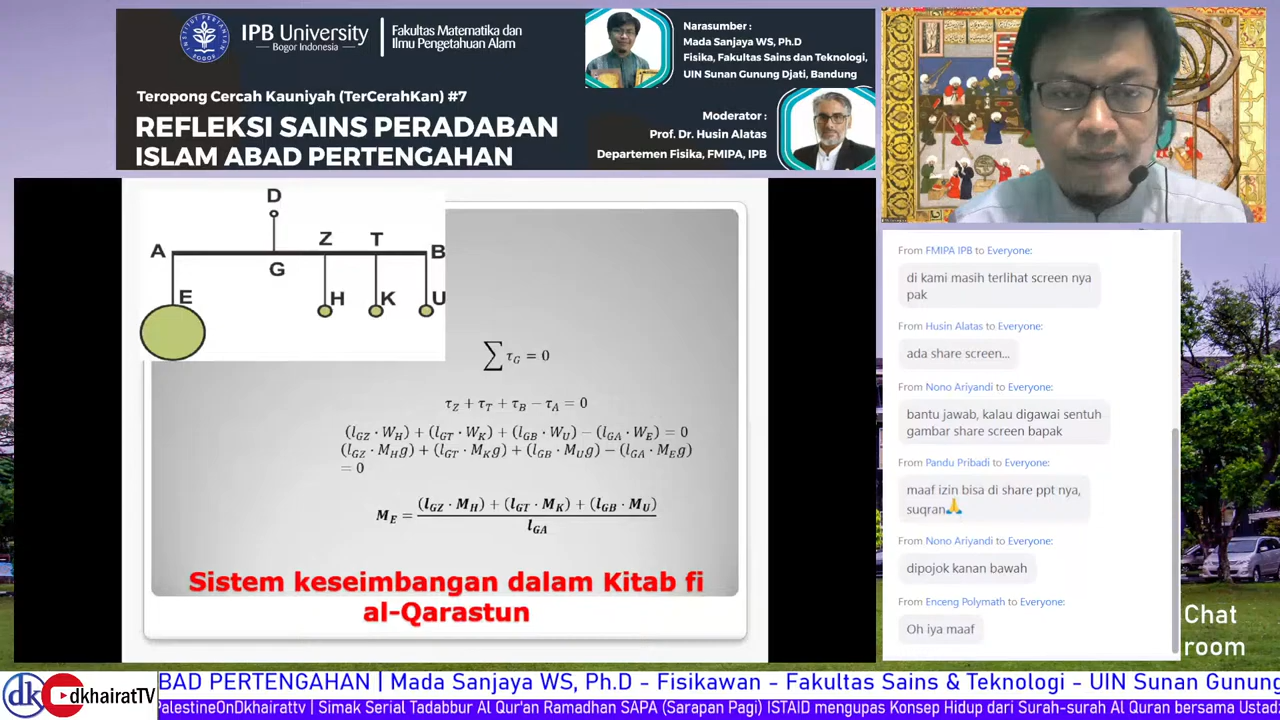 INSTITUT PERTANIAN
BOGOR
IPB University
Bogor Indonesia
Fakultas Matematika dan
Ilmu Pengetahuan Alam
Teropong Cercah Kauniyah (TerCerahKan) #7
REFLEKSI SAINS PERADABAN
ISLAM ABAD PERTENGAHAN
Narasumber :
Mada Sanjaya WS, Ph.D
Fisika, Fakultas Sains dan Teknologi,
UIN Sunan Gunung Djati, Bandung
Moderator :
Prof. Dr. Husin Alatas
Departemen Fisika, FMIPA, IPB
D
A
Z
T
B
G
E
H
K
U
∑ τ_G = 0
τ_Z + τ_T + τ_B − τ_A = 0
(l_GZ · W_H) + (l_GT · W_K) + (l_GB · W_U) − (l_GA · W_E) = 0
(l_GZ · M_H g) + (l_GT · M_K g) + (l_GB · M_U g) − (l_GA · M_E g)
= 0
M_E = ((l_GZ · M_H) + (l_GT · M_K) + (l_GB · M_U)) / l_GA
Sistem keseimbangan dalam Kitab fi
al-Qarastun
From FMIPA IPB to Everyone:
di kami masih terlihat screen nya
pak
From Husin Alatas to Everyone:
ada share screen...
From Nono Ariyandi to Everyone:
bantu jawab, kalau digawai sentuh
gambar share screen bapak
From Pandu Pribadi to Everyone:
maaf izin bisa di share ppt nya,
suqran🙏
From Nono Ariyandi to Everyone:
dipojok kanan bawah
From Enceng Polymath to Everyone:
Oh iya maaf
Chat
room
dk
dkhairatTV
BAD PERTENGAHAN | Mada Sanjaya WS, Ph.D - Fisikawan - Fakultas Sains & Teknologi - UIN Sunan Gunung
PalestineOnDkhairattv | Simak Serial Tadabbur Al Qur'an Ramadhan SAPA (Sarapan Pagi) ISTAID mengupas Konsep Hidup dari Surah-surah Al Quran bersama Ustadz